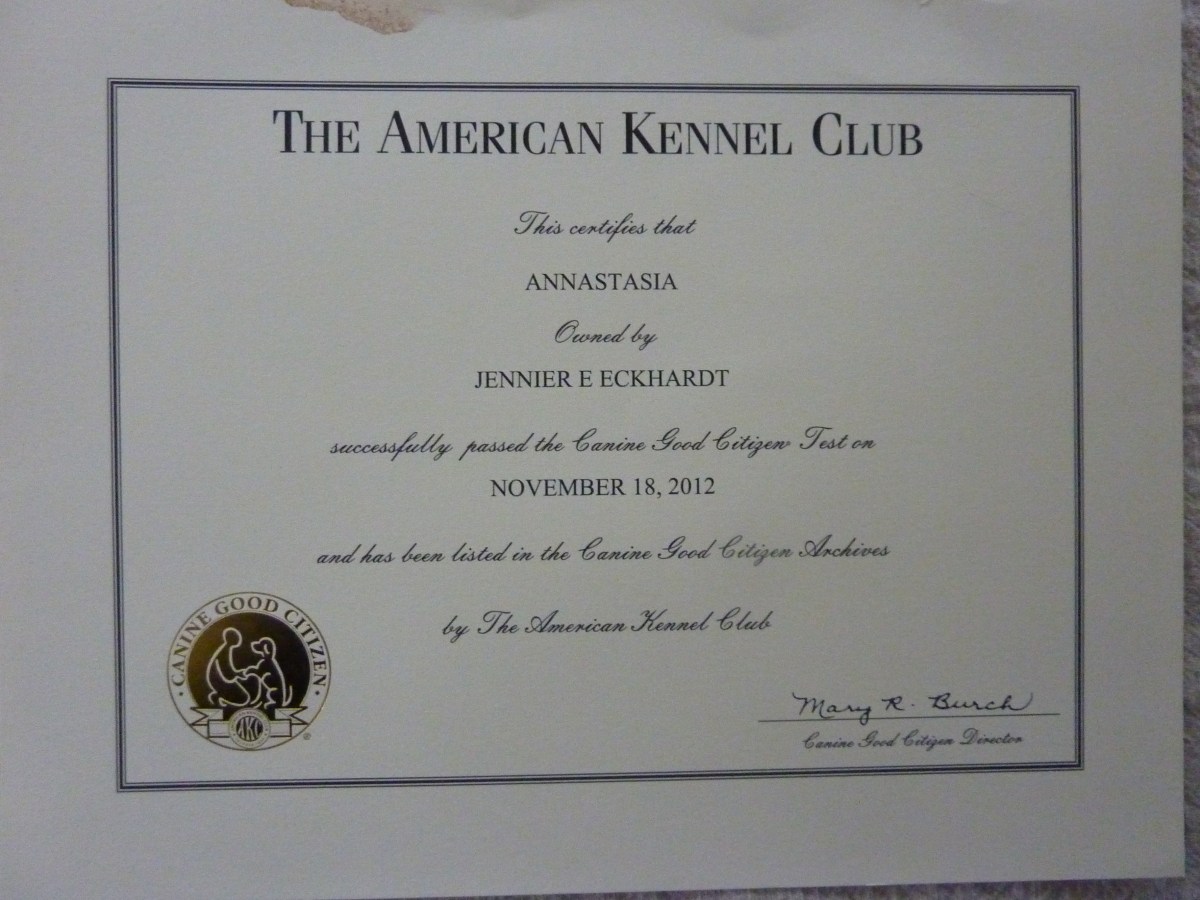 THE AMERICAN KENNEL CLUB
This certifies that
ANNASTASIA
Owned by
JENNIER E ECKHARDT
successfully passed the Canine Good Citizen Test on
NOVEMBER 18, 2012
and has been listed in the Canine Good Citizen Archives
by The American Kennel Club
· CANINE GOOD CITIZEN ·
AKC
®
Mary R. Burch
Canine Good Citizen Director